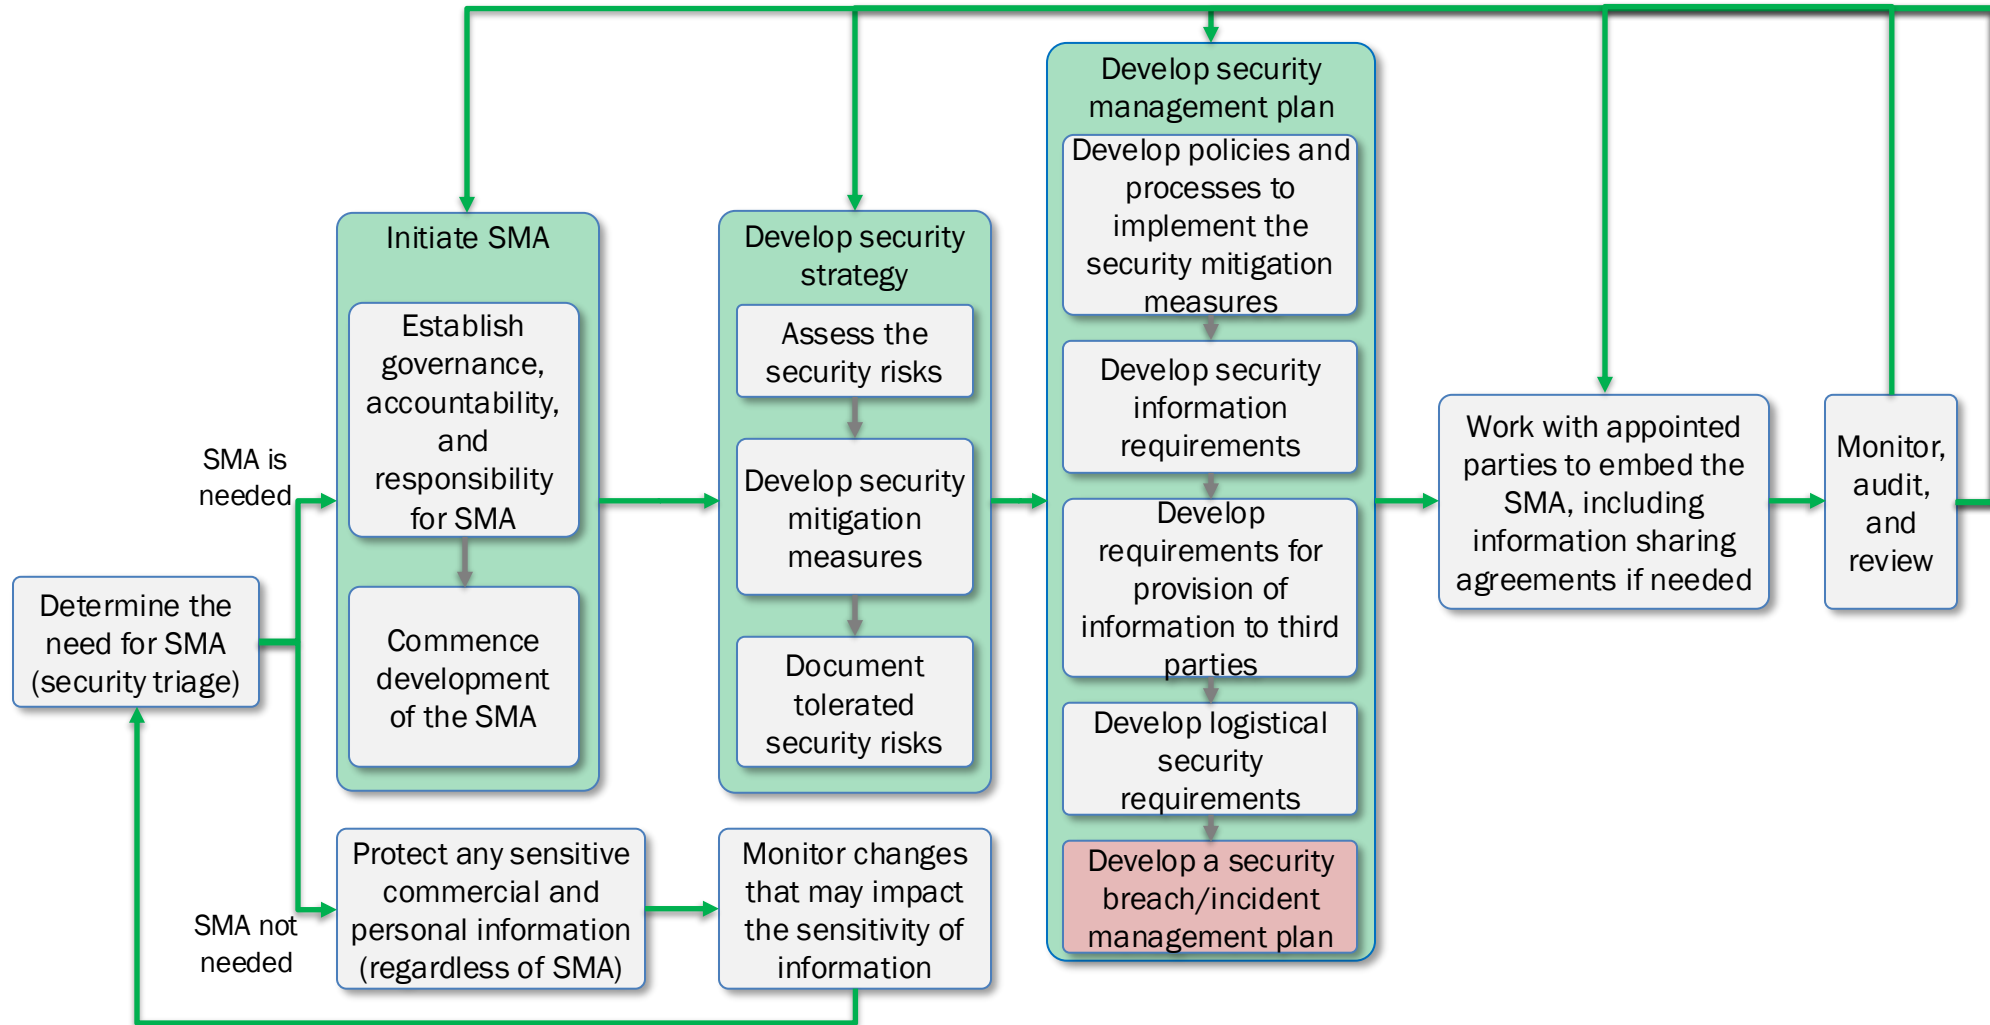 Determine the
need for SMA
(security triage)
SMA is
needed
SMA not
needed
Initiate SMA
Establish
governance,
accountability,
and
responsibility
for SMA
Commence
development
of the SMA
Protect any sensitive
commercial and
personal information
(regardless of SMA)
Monitor changes
that may impact
the sensitivity of
information
Develop security
strategy
Assess the
security risks
Develop security
mitigation
measures
Document
tolerated
security risks
Develop security
management plan
Develop policies and
processes to
implement the
security mitigation
measures
Develop security
information
requirements
Develop
requirements for
provision of
information to third
parties
Develop logistical
security
requirements
Develop a security
breach/incident
management plan
Work with appointed
parties to embed the
SMA, including
information sharing
agreements if needed
Monitor,
audit,
and
review